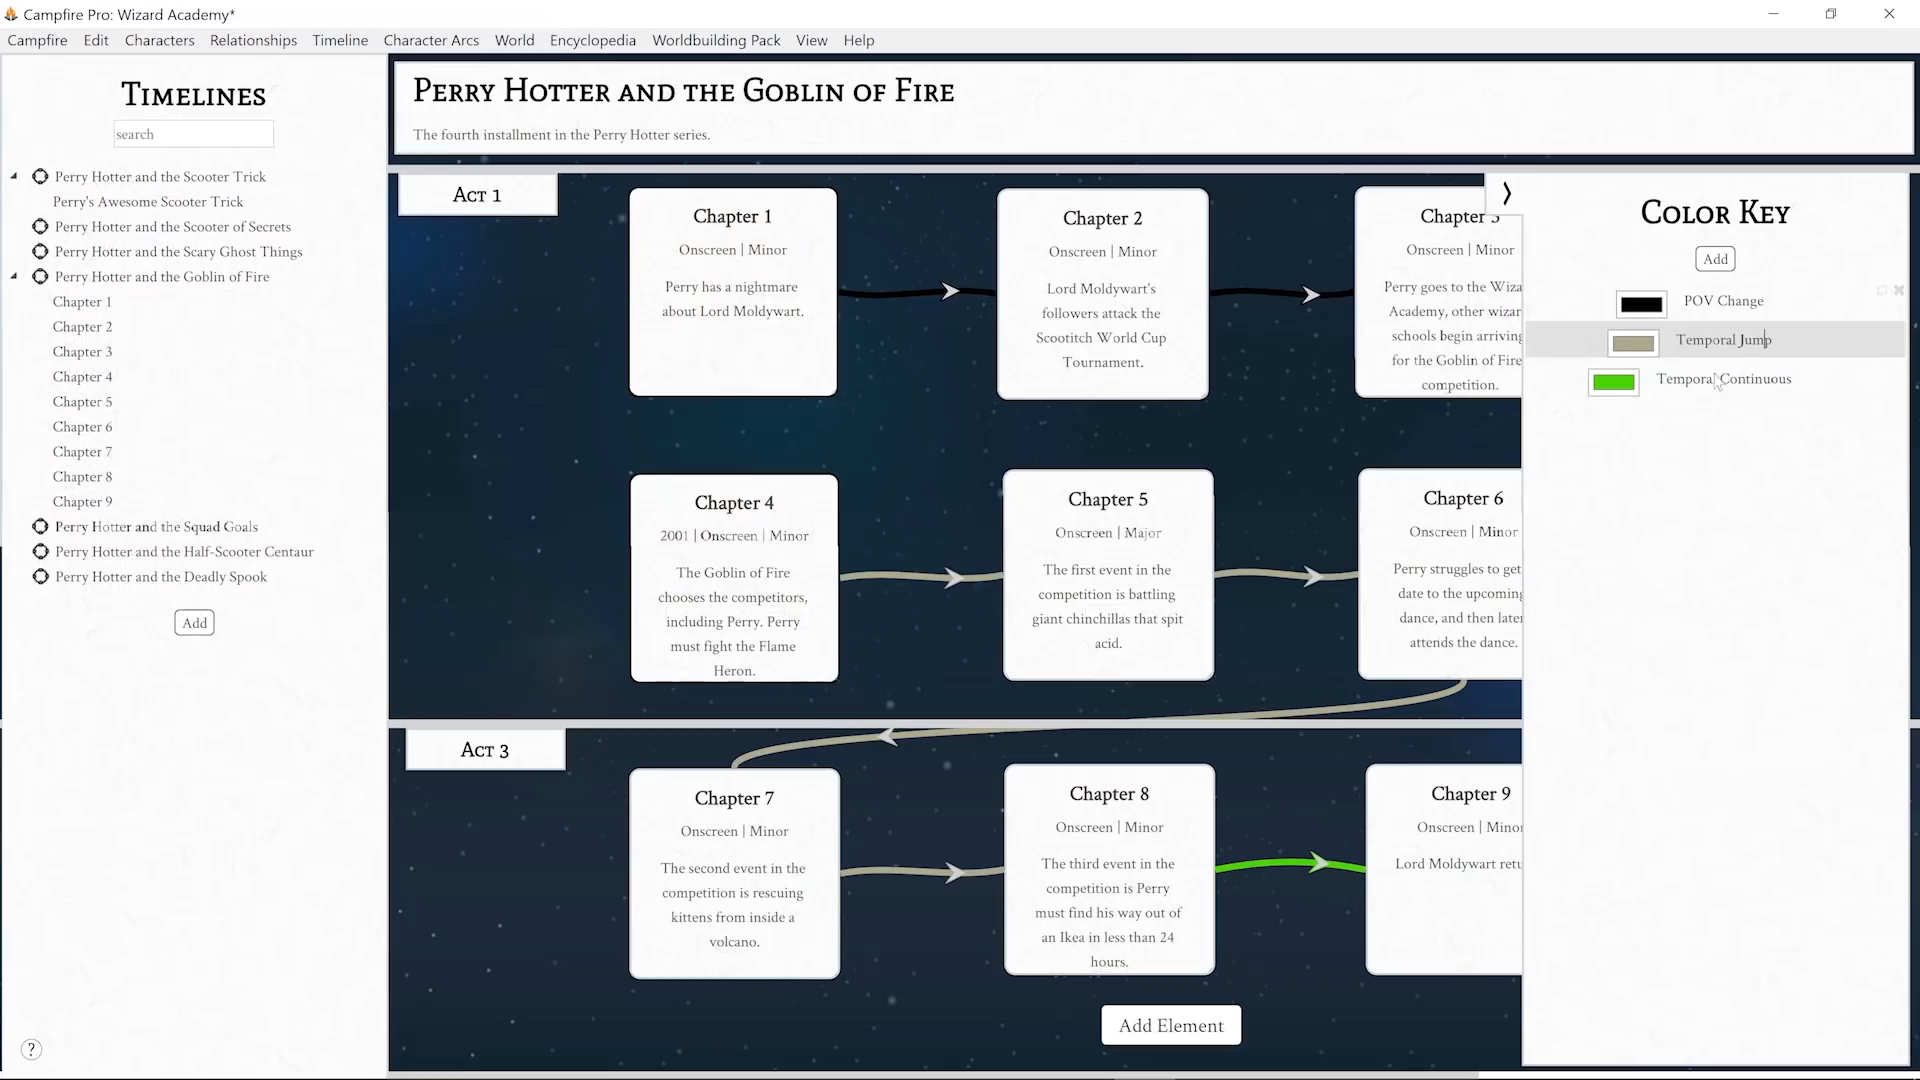 Campfire Pro: Wizard Academy*
Campfire Edit Characters Relationships Timeline Character Arcs World Encyclopedia Worldbuilding Pack View Help
Timelines
search
Perry Hotter and the Scooter Trick
Perry's Awesome Scooter Trick
Perry Hotter and the Scooter of Secrets
Perry Hotter and the Scary Ghost Things
Perry Hotter and the Goblin of Fire
Chapter 1
Chapter 2
Chapter 3
Chapter 4
Chapter 5
Chapter 6
Chapter 7
Chapter 8
Chapter 9
Perry Hotter and the Squad Goals
Perry Hotter and the Half-Scooter Centaur
Perry Hotter and the Deadly Spook
Add
?
Perry Hotter and the Goblin of Fire
The fourth installment in the Perry Hotter series.
Act 1
Chapter 1
Onscreen | Minor
Perry has a nightmare
about Lord Moldywart.
Chapter 2
Onscreen | Minor
Lord Moldywart's
followers attack the
Scootitch World Cup
Tournament.
Chapter 3
Onscreen | Minor
Perry goes to the Wiza
Academy, other wizar
schools begin arriving
for the Goblin of Fire
competition.
Chapter 4
2001 | Onscreen | Minor
The Goblin of Fire
chooses the competitors,
including Perry. Perry
must fight the Flame
Heron.
Chapter 5
Onscreen | Major
The first event in the
competition is battling
giant chinchillas that spit
acid.
Chapter 6
Onscreen | Minor
Perry struggles to get
date to the upcoming
dance, and then later
attends the dance.
Act 3
Chapter 7
Onscreen | Minor
The second event in the
competition is rescuing
kittens from inside a
volcano.
Chapter 8
Onscreen | Minor
The third event in the
competition is Perry
must find his way out of
an Ikea in less than 24
hours.
Chapter 9
Onscreen | Minor
Lord Moldywart retu
Add Element
Color Key
Add
POV Change
Temporal Jump
Temporal Continuous